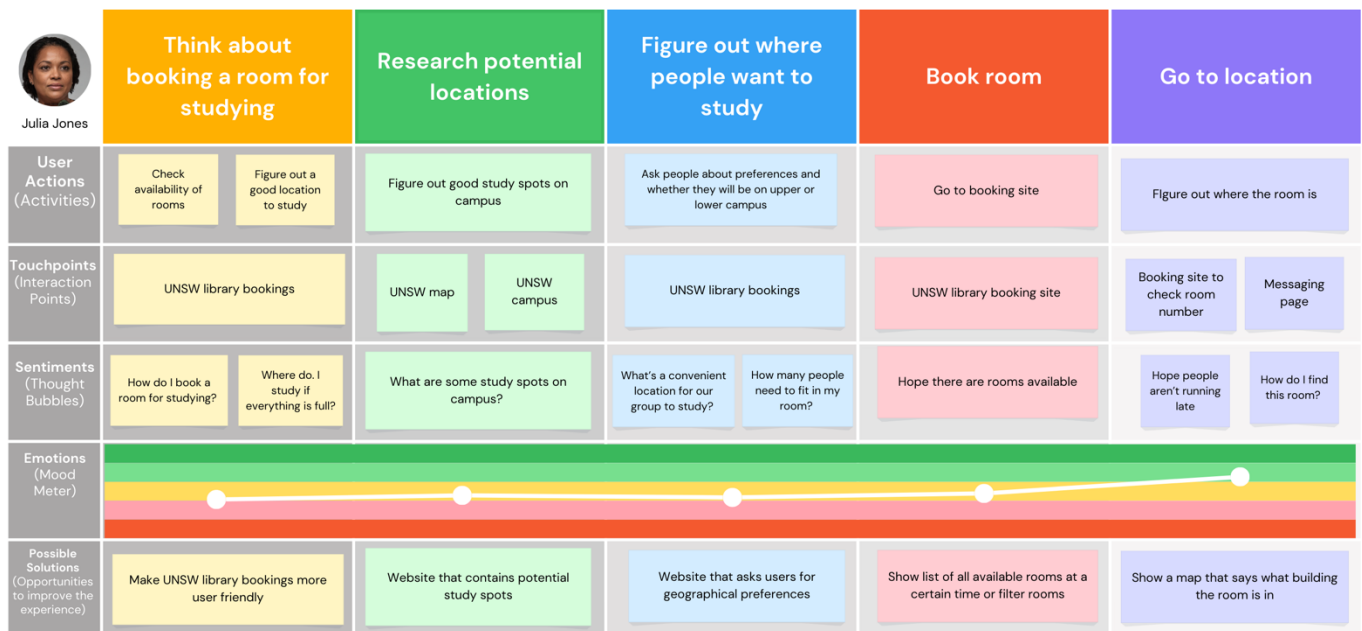 Think about
booking a room for
studying
Research potential
locations
Figure out where
people want to
study
Book room
Go to location
Julia Jones
User
Actions
(Activities)
Check
availability of
rooms
Figure out a
good location
to study
Figure out good study spots on
campus
Ask people about preferences and
whether they will be on upper or
lower campus
Go to booking site
FIgure out where the room is
Touchpoints
(Interaction
Points)
UNSW library bookings
UNSW map
UNSW
campus
UNSW library bookings
UNSW library booking site
Booking site to
check room
number
Messaging
page
Sentiments
(Thought
Bubbles)
How do I book a
room for studying?
Where do. I
study if
everything is full?
What are some study spots on
campus?
What's a convenient
location for our
group to study?
How many people
need to fit in my
room?
Hope there are rooms available
Hope people
aren't running
late
How do I find
this room?
Emotions
(Mood
Meter)
Possible
Solutions
(Opportunities
to improve the
experience)
Make UNSW library bookings more
user friendly
Website that contains potential
study spots
Website that asks users for
geographical preferences
Show list of all available rooms at a
certain time or filter rooms
Show a map that says what building
the room is in